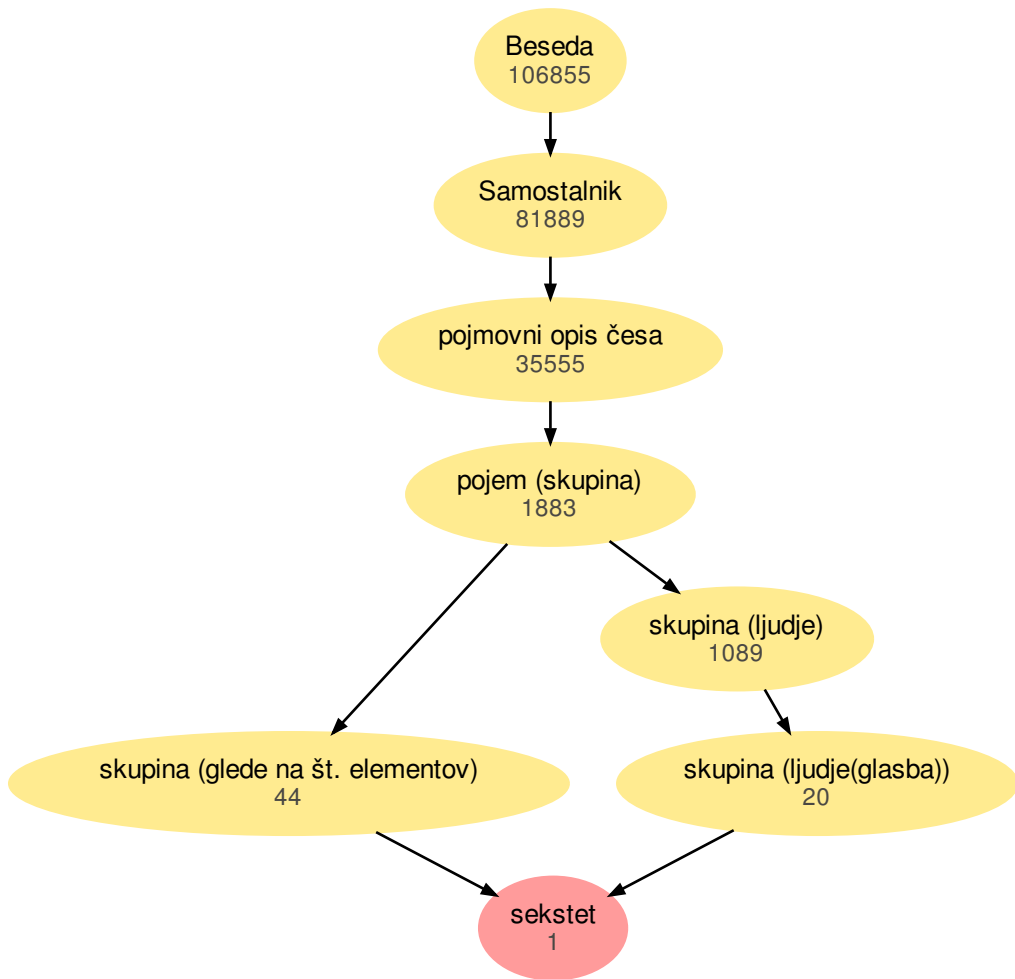 Beseda
106855
Samostalnik
81889
pojmovni opis česa
35555
pojem (skupina)
1883
skupina (ljudje)
1089
skupina (glede na št. elementov)
44
skupina (ljudje(glasba))
20
sekstet
1